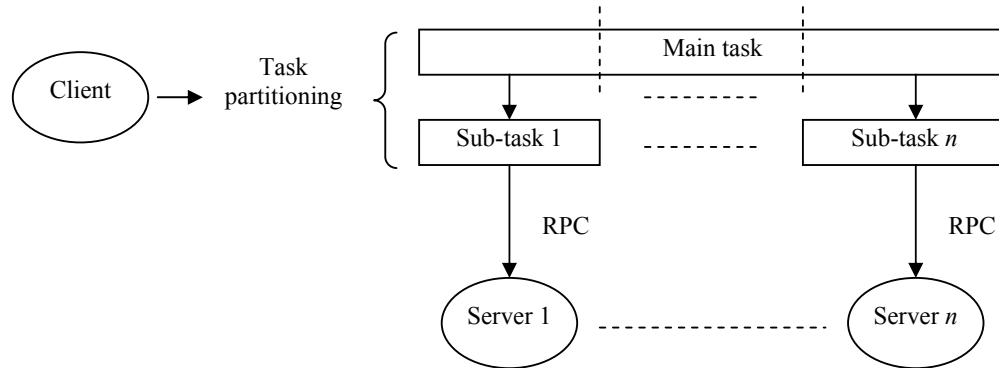 Main task
Client
Task
partitioning
Sub-task 1
Sub-task n
RPC
RPC
Server 1
Server n